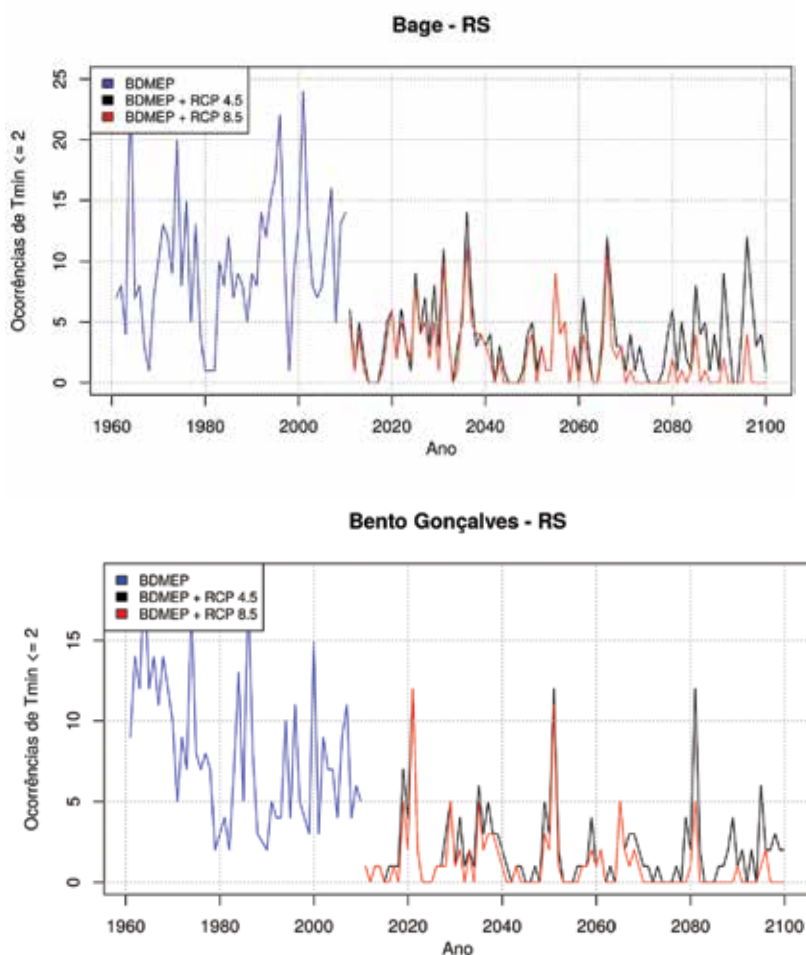 Bage - RS
BDMEP
BDMEP + RCP 4.5
BDMEP + RCP 8.5
Ocorrências de Tmin <= 2
25
20
15
10
5
0
1960 1980 2000 2020 2040 2060 2080 2100
Ano
Bento Gonçalves - RS
BDMEP
BDMEP + RCP 4.5
BDMEP + RCP 8.5
Ocorrências de Tmin <= 2
15
10
5
0
1960 1980 2000 2020 2040 2060 2080 2100
Ano